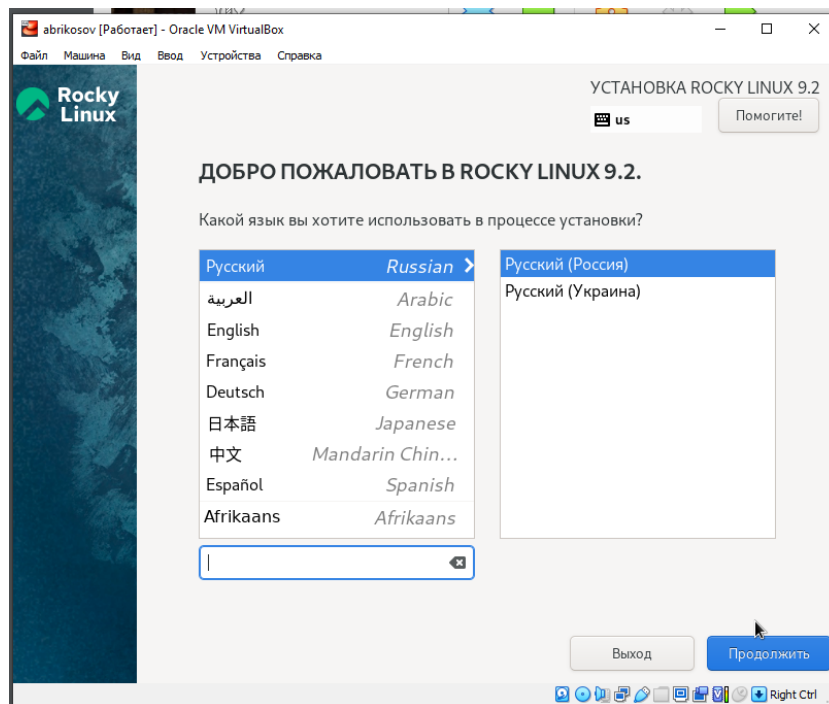 abrikosov [Работает] - Oracle VM VirtualBox
Файл Машина Вид Ввод Устройства Справка
Rocky
Linux
УСТАНОВКА ROCKY LINUX 9.2
us
Помогите!
ДОБРО ПОЖАЛОВАТЬ В ROCKY LINUX 9.2.
Какой язык вы хотите использовать в процессе установки?
Русский Russian
العربية Arabic
English English
Français French
Deutsch German
日本語 Japanese
中文 Mandarin Chin...
Español Spanish
Afrikaans Afrikaans
Русский (Россия)
Русский (Украина)
Выход
Продолжить
Right Ctrl